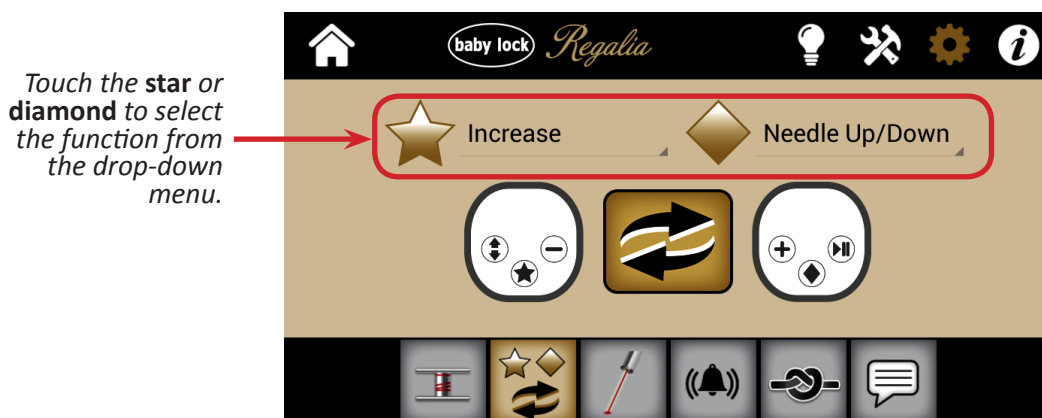 baby lock Regalia
Touch the star or
diamond to select
the function from
the drop-down
menu.
Increase
Needle Up/Down